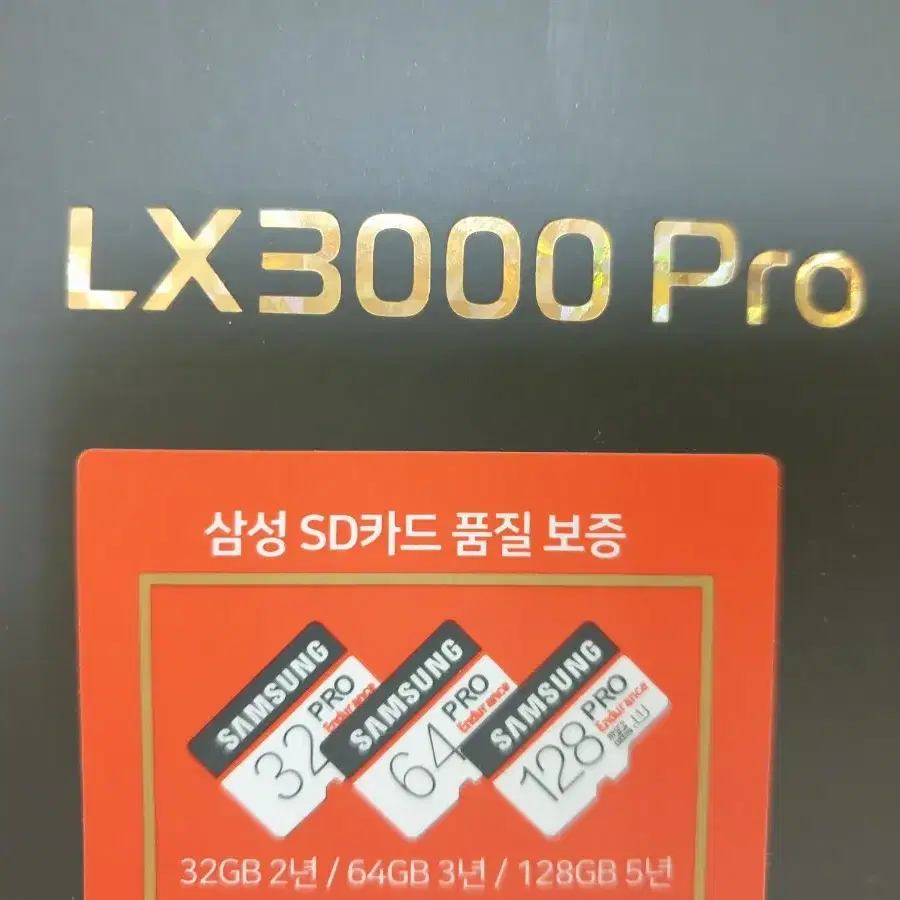 LX3000 Pro
삼성 SD카드 품질 보증
SAMSUNG
32
PRO
Endurance
SAMSUNG
64
PRO
Endurance
SAMSUNG
128
PRO
Endurance
32GB 2년 / 64GB 3년 / 128GB 5년